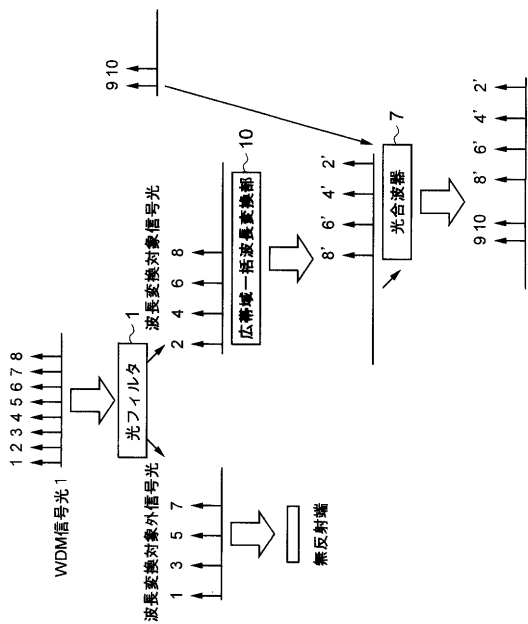 1 2 3 4 5 6 7 8
WDM信号光1
光フィルタ 1
波長変換対象外信号光
1 3 5 7
無反射端
波長変換対象信号光
2 4 6 8
広帯域一括波長変換部 10
9 10
8' 6' 4' 2'
光合波器 7
9 10 8' 6' 4' 2'